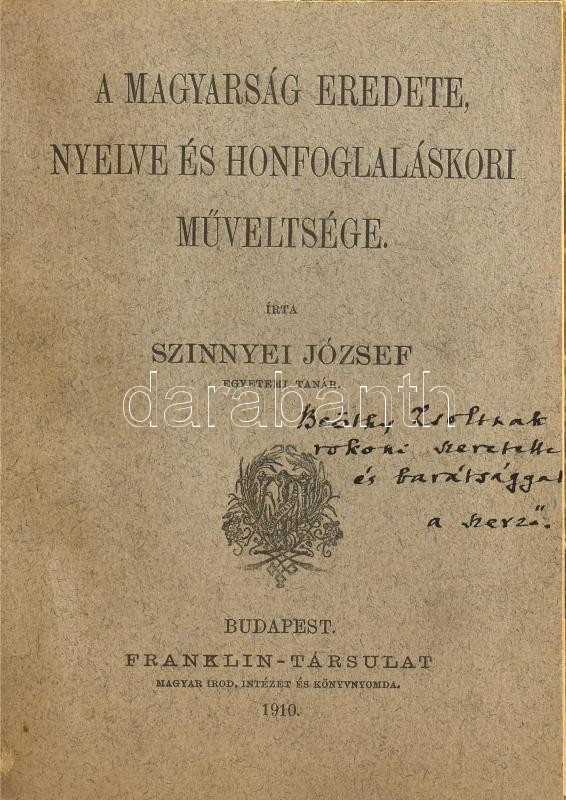 A MAGYARSÁG EREDETE,
NYELVE ÉS HONFOGLALÁSKORI
MŰVELTSÉGE.
ÍRTA
SZINNYEI JÓZSEF
EGYETEMI TANÁR.
darabanth
Beöthy Zsoltnak
rokoni szeretettel
és barátsággal
a szerző.
BUDAPEST.
FRANKLIN-TÁRSULAT
MAGYAR IROD. INTÉZET ÉS KÖNYVNYOMDA.
1910.